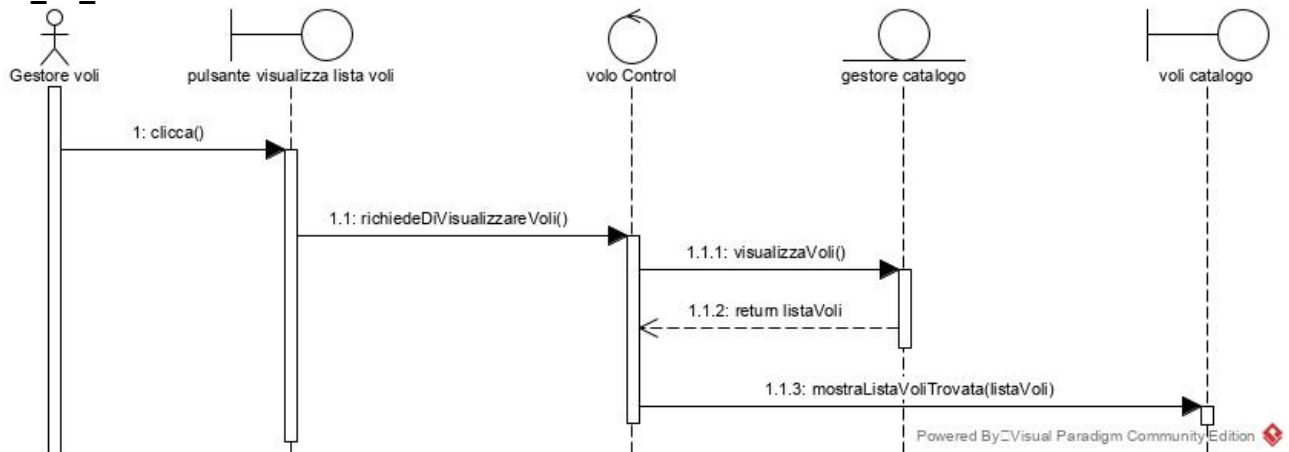 Gestore voli
pulsante visualizza lista voli
volo Control
gestore catalogo
voli catalogo
1: clicca()
1.1: richiedeDiVisualizzareVoli()
1.1.1: visualizzaVoli()
1.1.2: return listaVoli
1.1.3: mostraListaVoliTrovata(listaVoli)
Powered By Visual Paradigm Community Edition